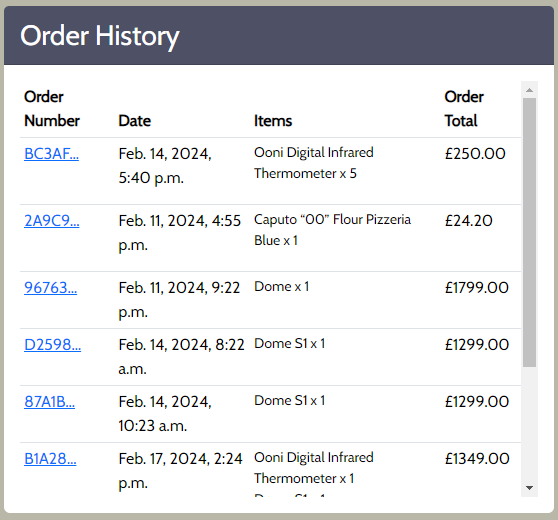 Order History
Order Number Date Items Order Total
BC3AF... Feb. 14, 2024, 5:40 p.m. Ooni Digital Infrared Thermometer x 5 £250.00
2A9C9... Feb. 11, 2024, 4:55 p.m. Caputo “00” Flour Pizzeria Blue x 1 £24.20
96763... Feb. 11, 2024, 9:22 p.m. Dome x 1 £1799.00
D2598... Feb. 14, 2024, 8:22 a.m. Dome S1 x 1 £1299.00
87A1B... Feb. 14, 2024, 10:23 a.m. Dome S1 x 1 £1299.00
B1A28... Feb. 17, 2024, 2:24 p.m. Ooni Digital Infrared Thermometer x 1 £1349.00